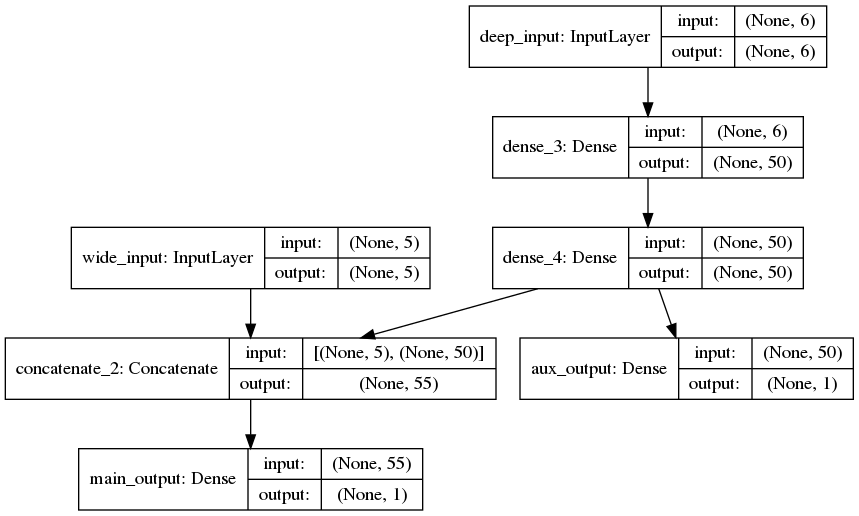 deep_input: InputLayer
input: (None, 6)
output: (None, 6)
dense_3: Dense
input: (None, 6)
output: (None, 50)
wide_input: InputLayer
input: (None, 5)
output: (None, 5)
dense_4: Dense
input: (None, 50)
output: (None, 50)
concatenate_2: Concatenate
input: [(None, 5), (None, 50)]
output: (None, 55)
aux_output: Dense
input: (None, 50)
output: (None, 1)
main_output: Dense
input: (None, 55)
output: (None, 1)